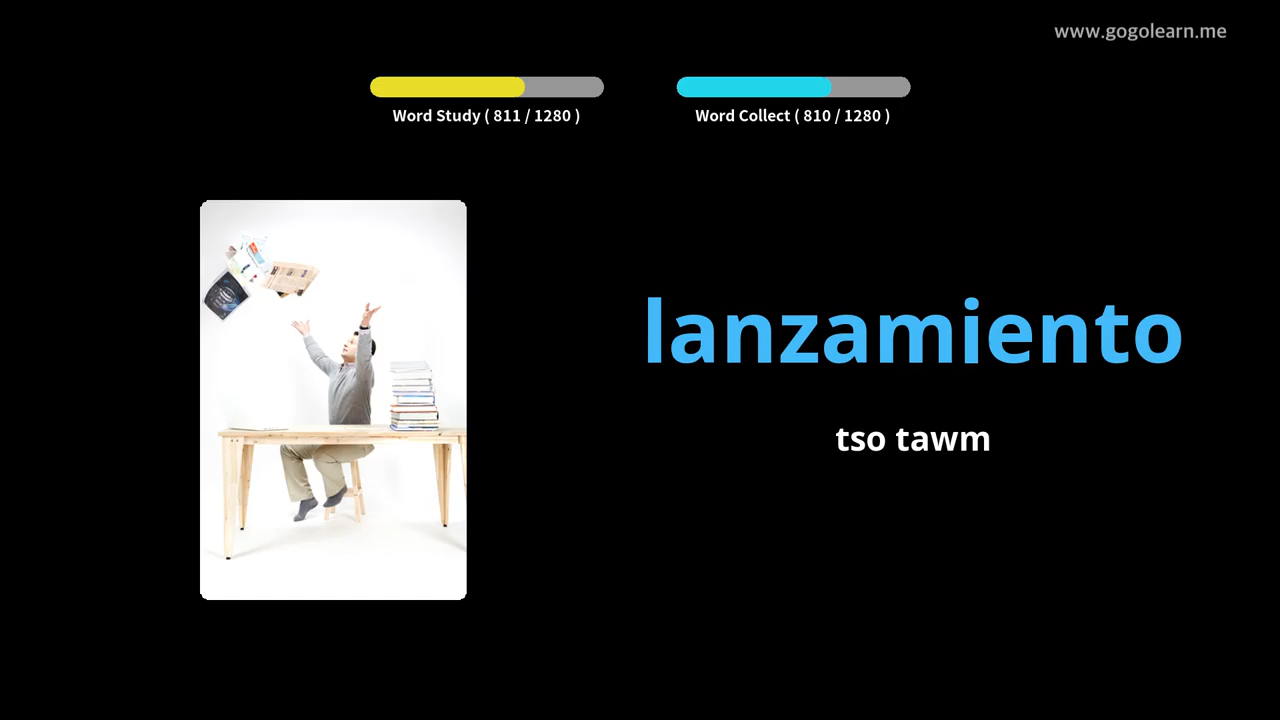 www.gogolearn.me
Word Study ( 811 / 1280 )
Word Collect ( 810 / 1280 )
lanzamiento
tso tawm